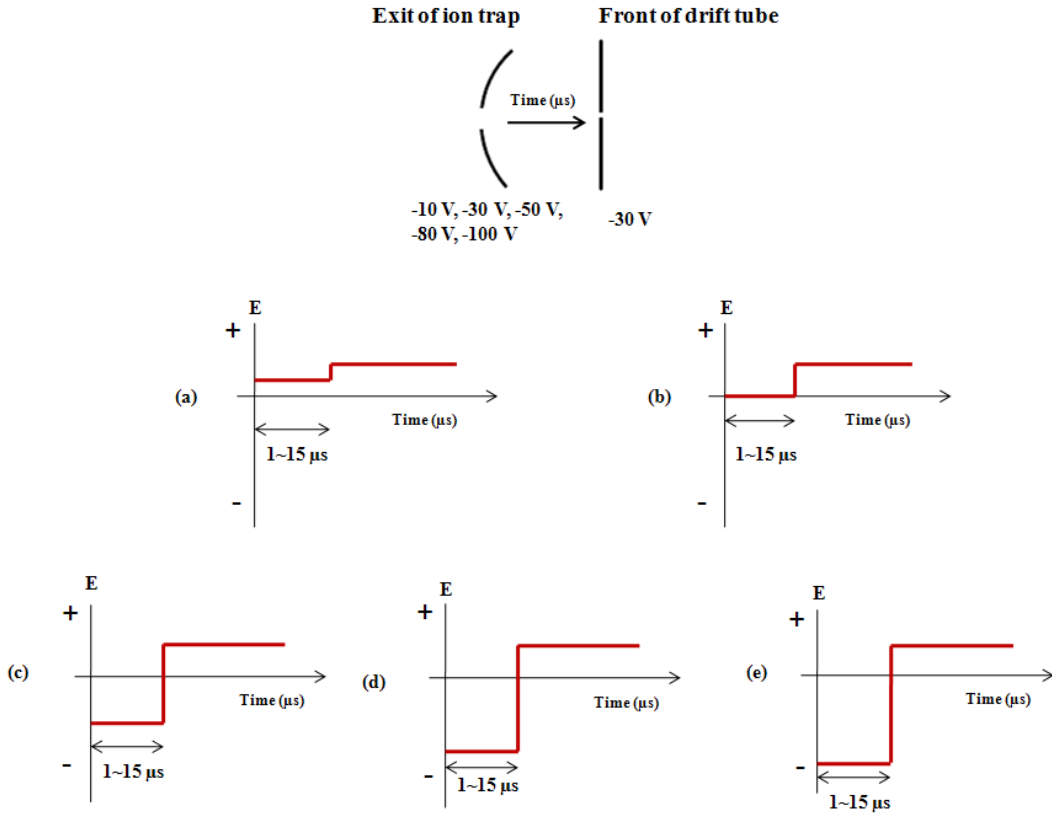 Exit of ion trap
Front of drift tube
Time (µs)
-10 V, -30 V, -50 V,
-80 V, -100 V
-30 V
E
+
(a)
Time (µs)
1~15 µs
-
E
+
(b)
Time (µs)
1~15 µs
-
E
+
(c)
Time (µs)
-
1~15 µs
E
+
(d)
Time (µs)
-
1~15 µs
E
+
(e)
Time (µs)
-
1~15 µs